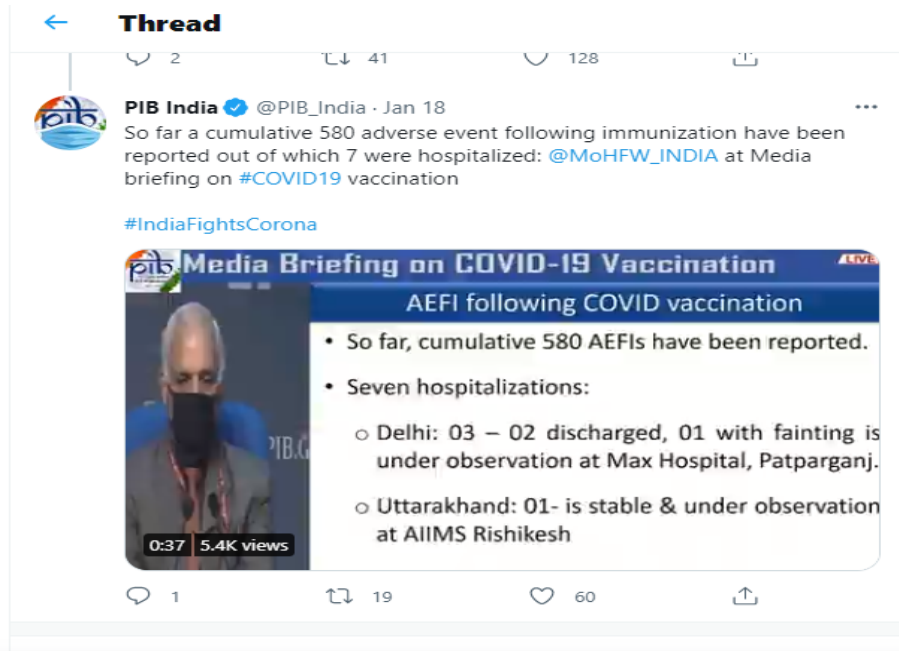 Thread
2 41 128
PIB India @PIB_India · Jan 18
So far a cumulative 580 adverse event following immunization have been
reported out of which 7 were hospitalized: @MoHFW_INDIA at Media
briefing on #COVID19 vaccination
#IndiaFightsCorona
pib Media Briefing on COVID-19 Vaccination LIVE
AEFI following COVID vaccination
• So far, cumulative 580 AEFIs have been reported.
• Seven hospitalizations:
o Delhi: 03 – 02 discharged, 01 with fainting is
under observation at Max Hospital, Patparganj.
o Uttarakhand: 01- is stable & under observation
at AIIMS Rishikesh
PIB.G
0:37 5.4K views
1 19 60